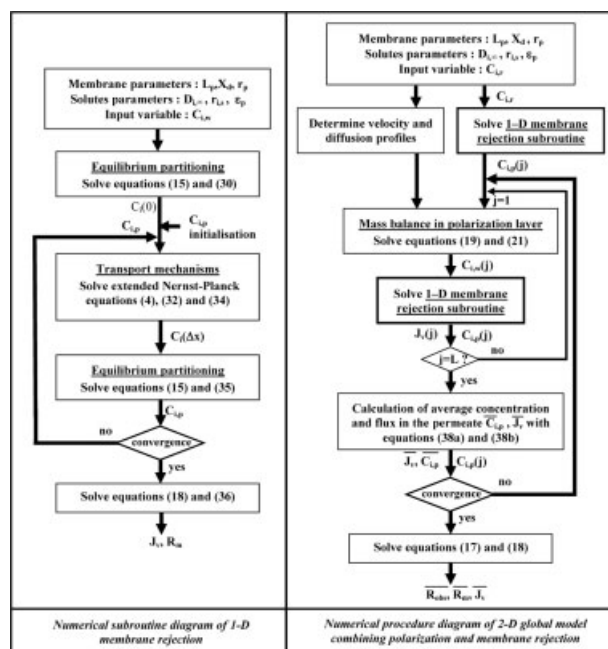 Membrane parameters : Lp, Xd, rp
Solutes parameters : Di,∞, ri,s, εp
Input variable : Ci,w
Equilibrium partitioning
Solve equations (15) and (30)
Ci(0)
Ci,p
Ci,p
initialisation
Transport mechanisms
Solve extended Nernst-Planck
equations (4), (32) and (34)
Ci(Δx)
Equilibrium partitioning
Solve equations (15) and (35)
Ci,p
no
convergence
yes
Solve equations (18) and (36)
Jv, Rm
Numerical subroutine diagram of 1-D
membrane rejection
Membrane parameters : Lp, Xd, rp
Solutes parameters : Di,∞, ri,s, εp
Input variable : Ci,r
Ci,r
Determine velocity and
diffusion profiles
Solve 1–D membrane
rejection subroutine
Ci,p(j)
j=1
Mass balance in polarization layer
Solve equations (19) and (21)
Ci,w(j)
Solve 1–D membrane
rejection subroutine
Jv(j) Ci,p(j)
j=L ?
no
yes
Calculation of average concentration
and flux in the permeate C̅i,p , J̅v with
equations (38a) and (38b)
J̅v, C̅i,p Ci,p(j)
convergence
no
yes
Solve equations (17) and (18)
R̅obs, R̅m, J̅v
Numerical procedure diagram of 2-D global model
combining polarization and membrane rejection